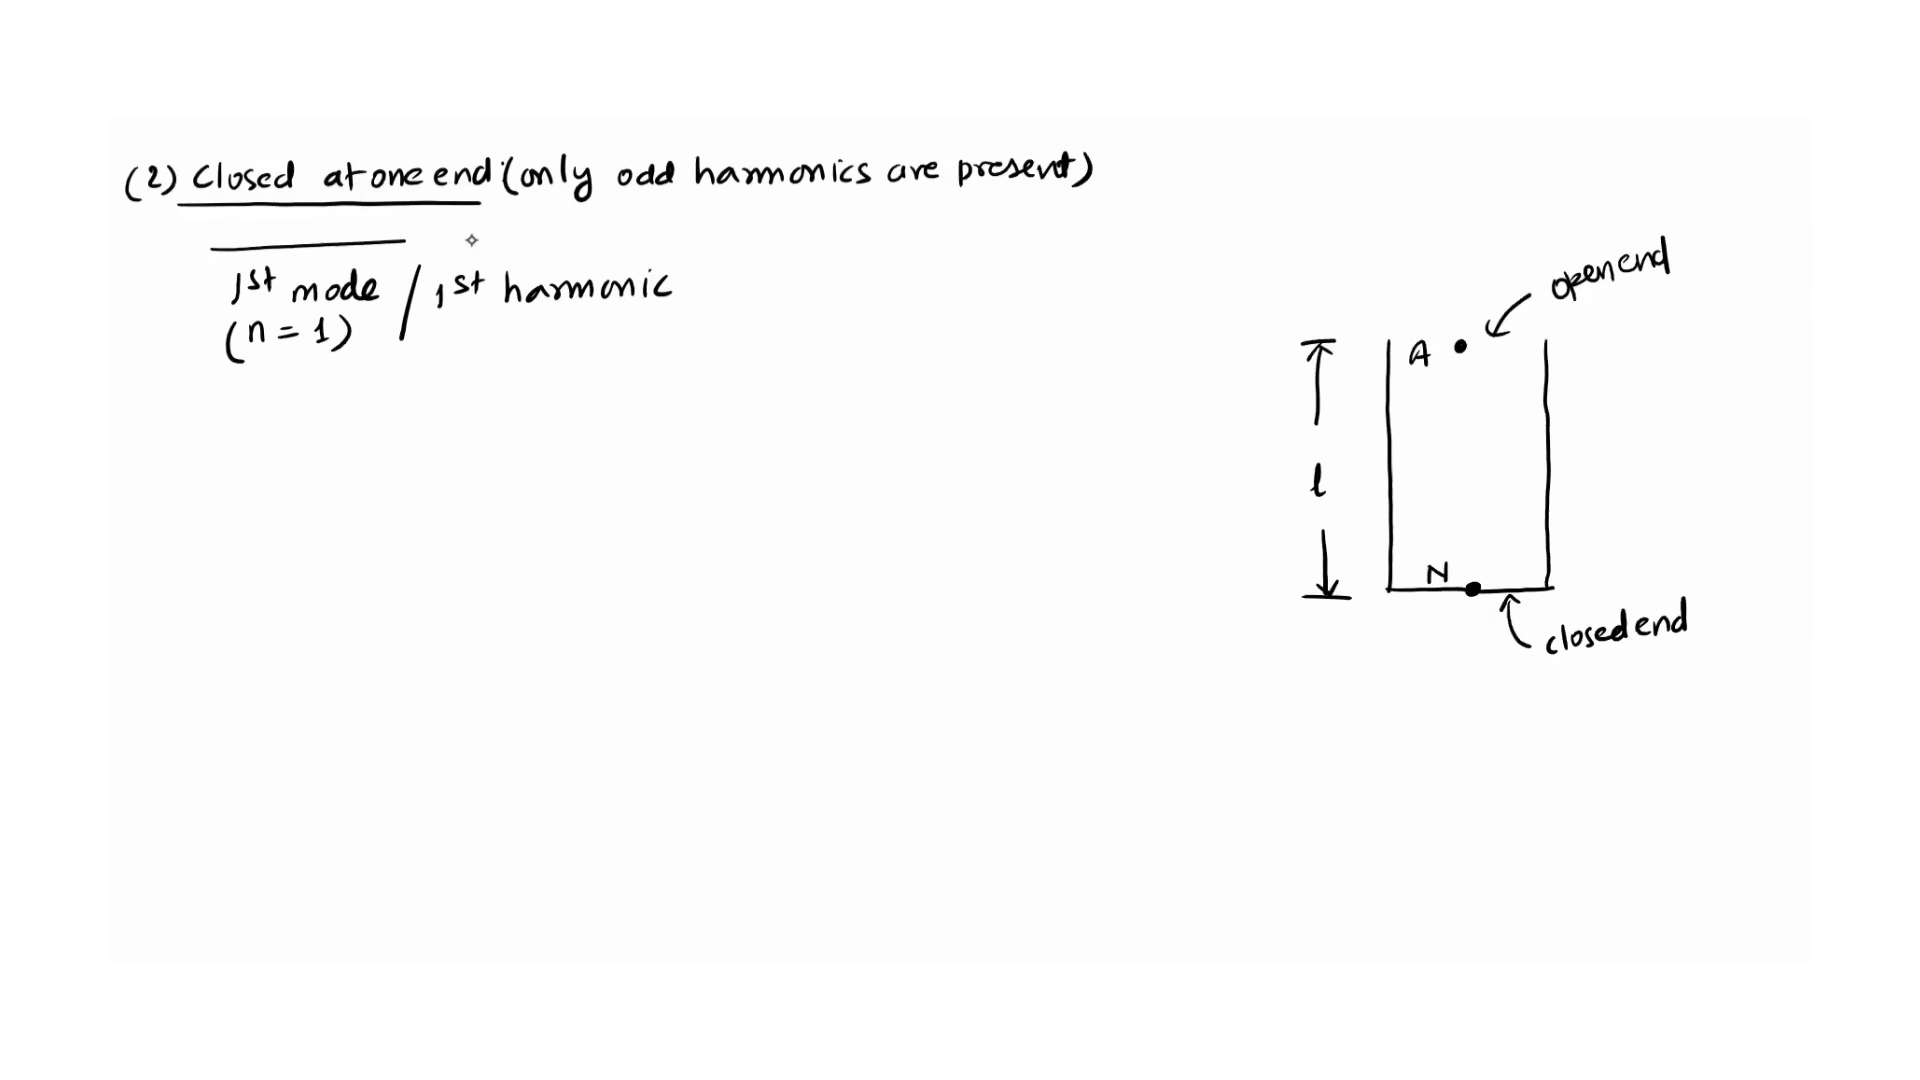 (2) Closed at one end (only odd harmonics are present)
1st mode / 1st harmonic
(n = 1)
open end
A
l
N
closed end